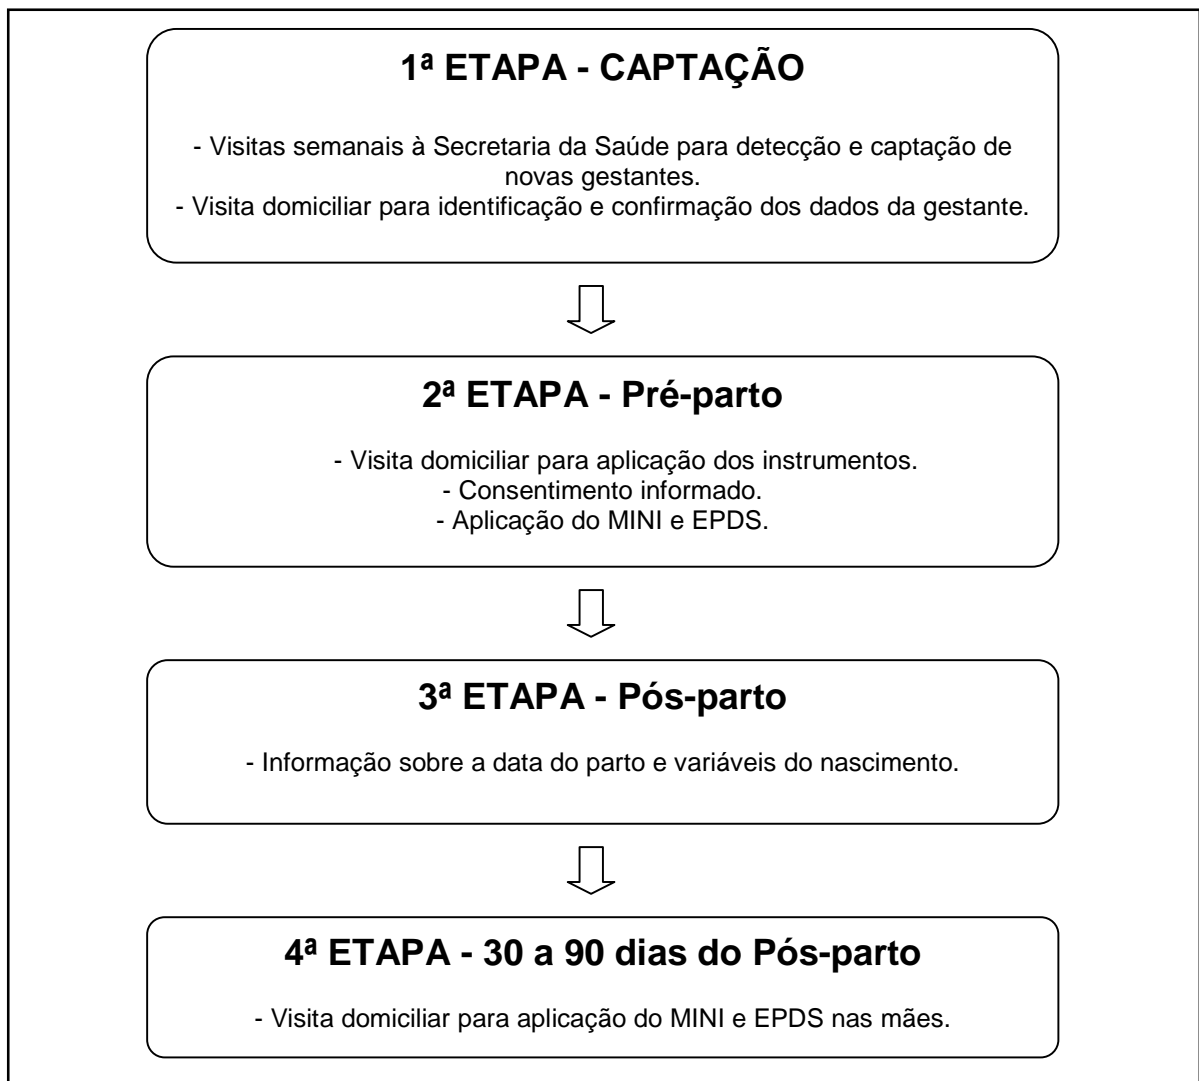 1ª ETAPA - CAPTAÇÃO
- Visitas semanais à Secretaria da Saúde para detecção e captação de
novas gestantes.
- Visita domiciliar para identificação e confirmação dos dados da gestante.
2ª ETAPA - Pré-parto
- Visita domiciliar para aplicação dos instrumentos.
- Consentimento informado.
- Aplicação do MINI e EPDS.
3ª ETAPA - Pós-parto
- Informação sobre a data do parto e variáveis do nascimento.
4ª ETAPA - 30 a 90 dias do Pós-parto
- Visita domiciliar para aplicação do MINI e EPDS nas mães.